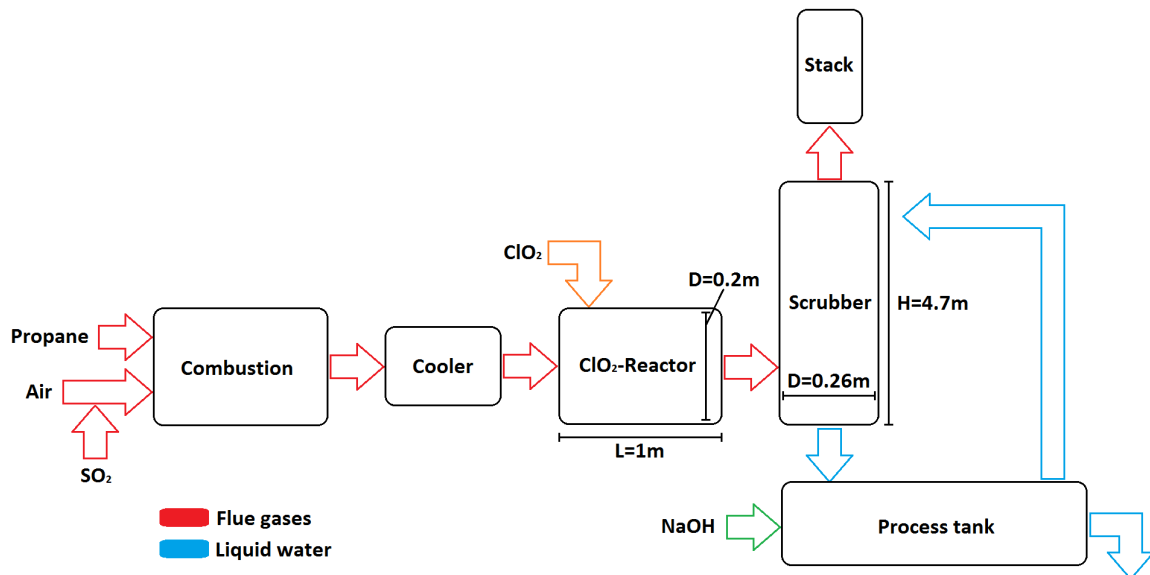 Stack
ClO₂
D=0.2m
Scrubber
H=4.7m
Propane
Combustion
Cooler
ClO₂-Reactor
Air
D=0.26m
L=1m
SO₂
Flue gases
NaOH
Process tank
Liquid water